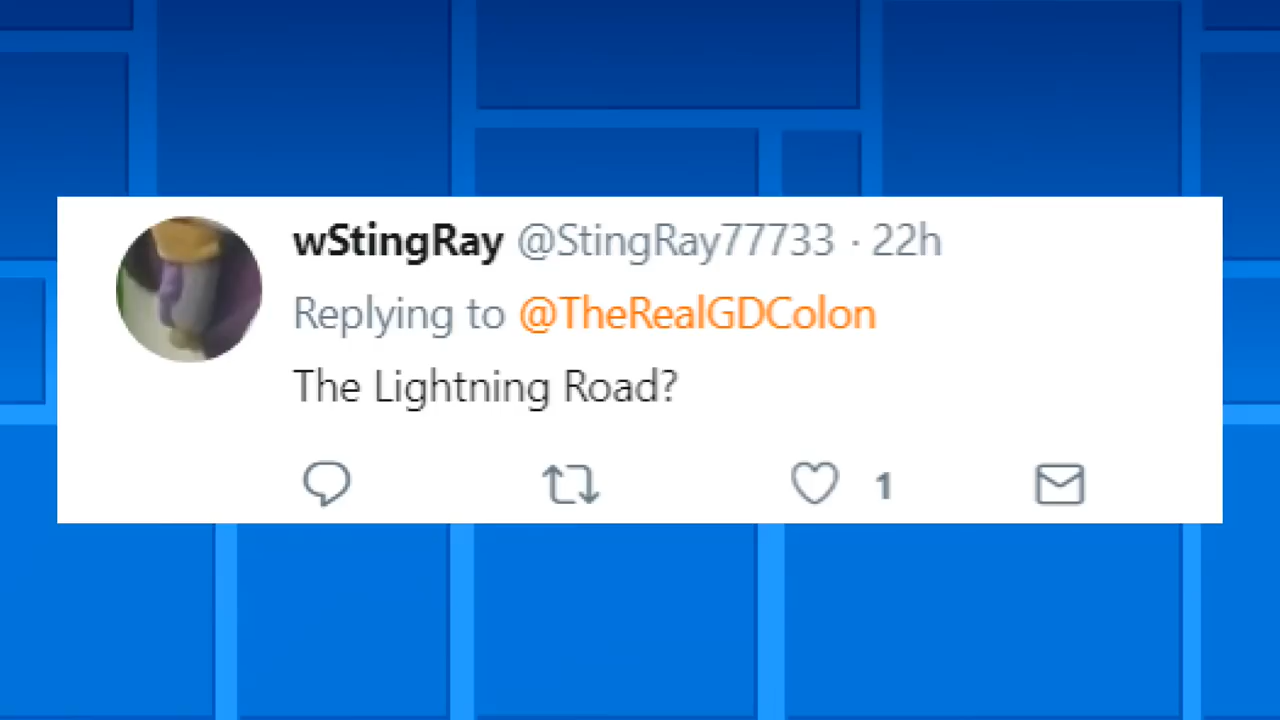 wStingRay @StingRay77733 · 22h
Replying to @TheRealGDColon
The Lightning Road?
1